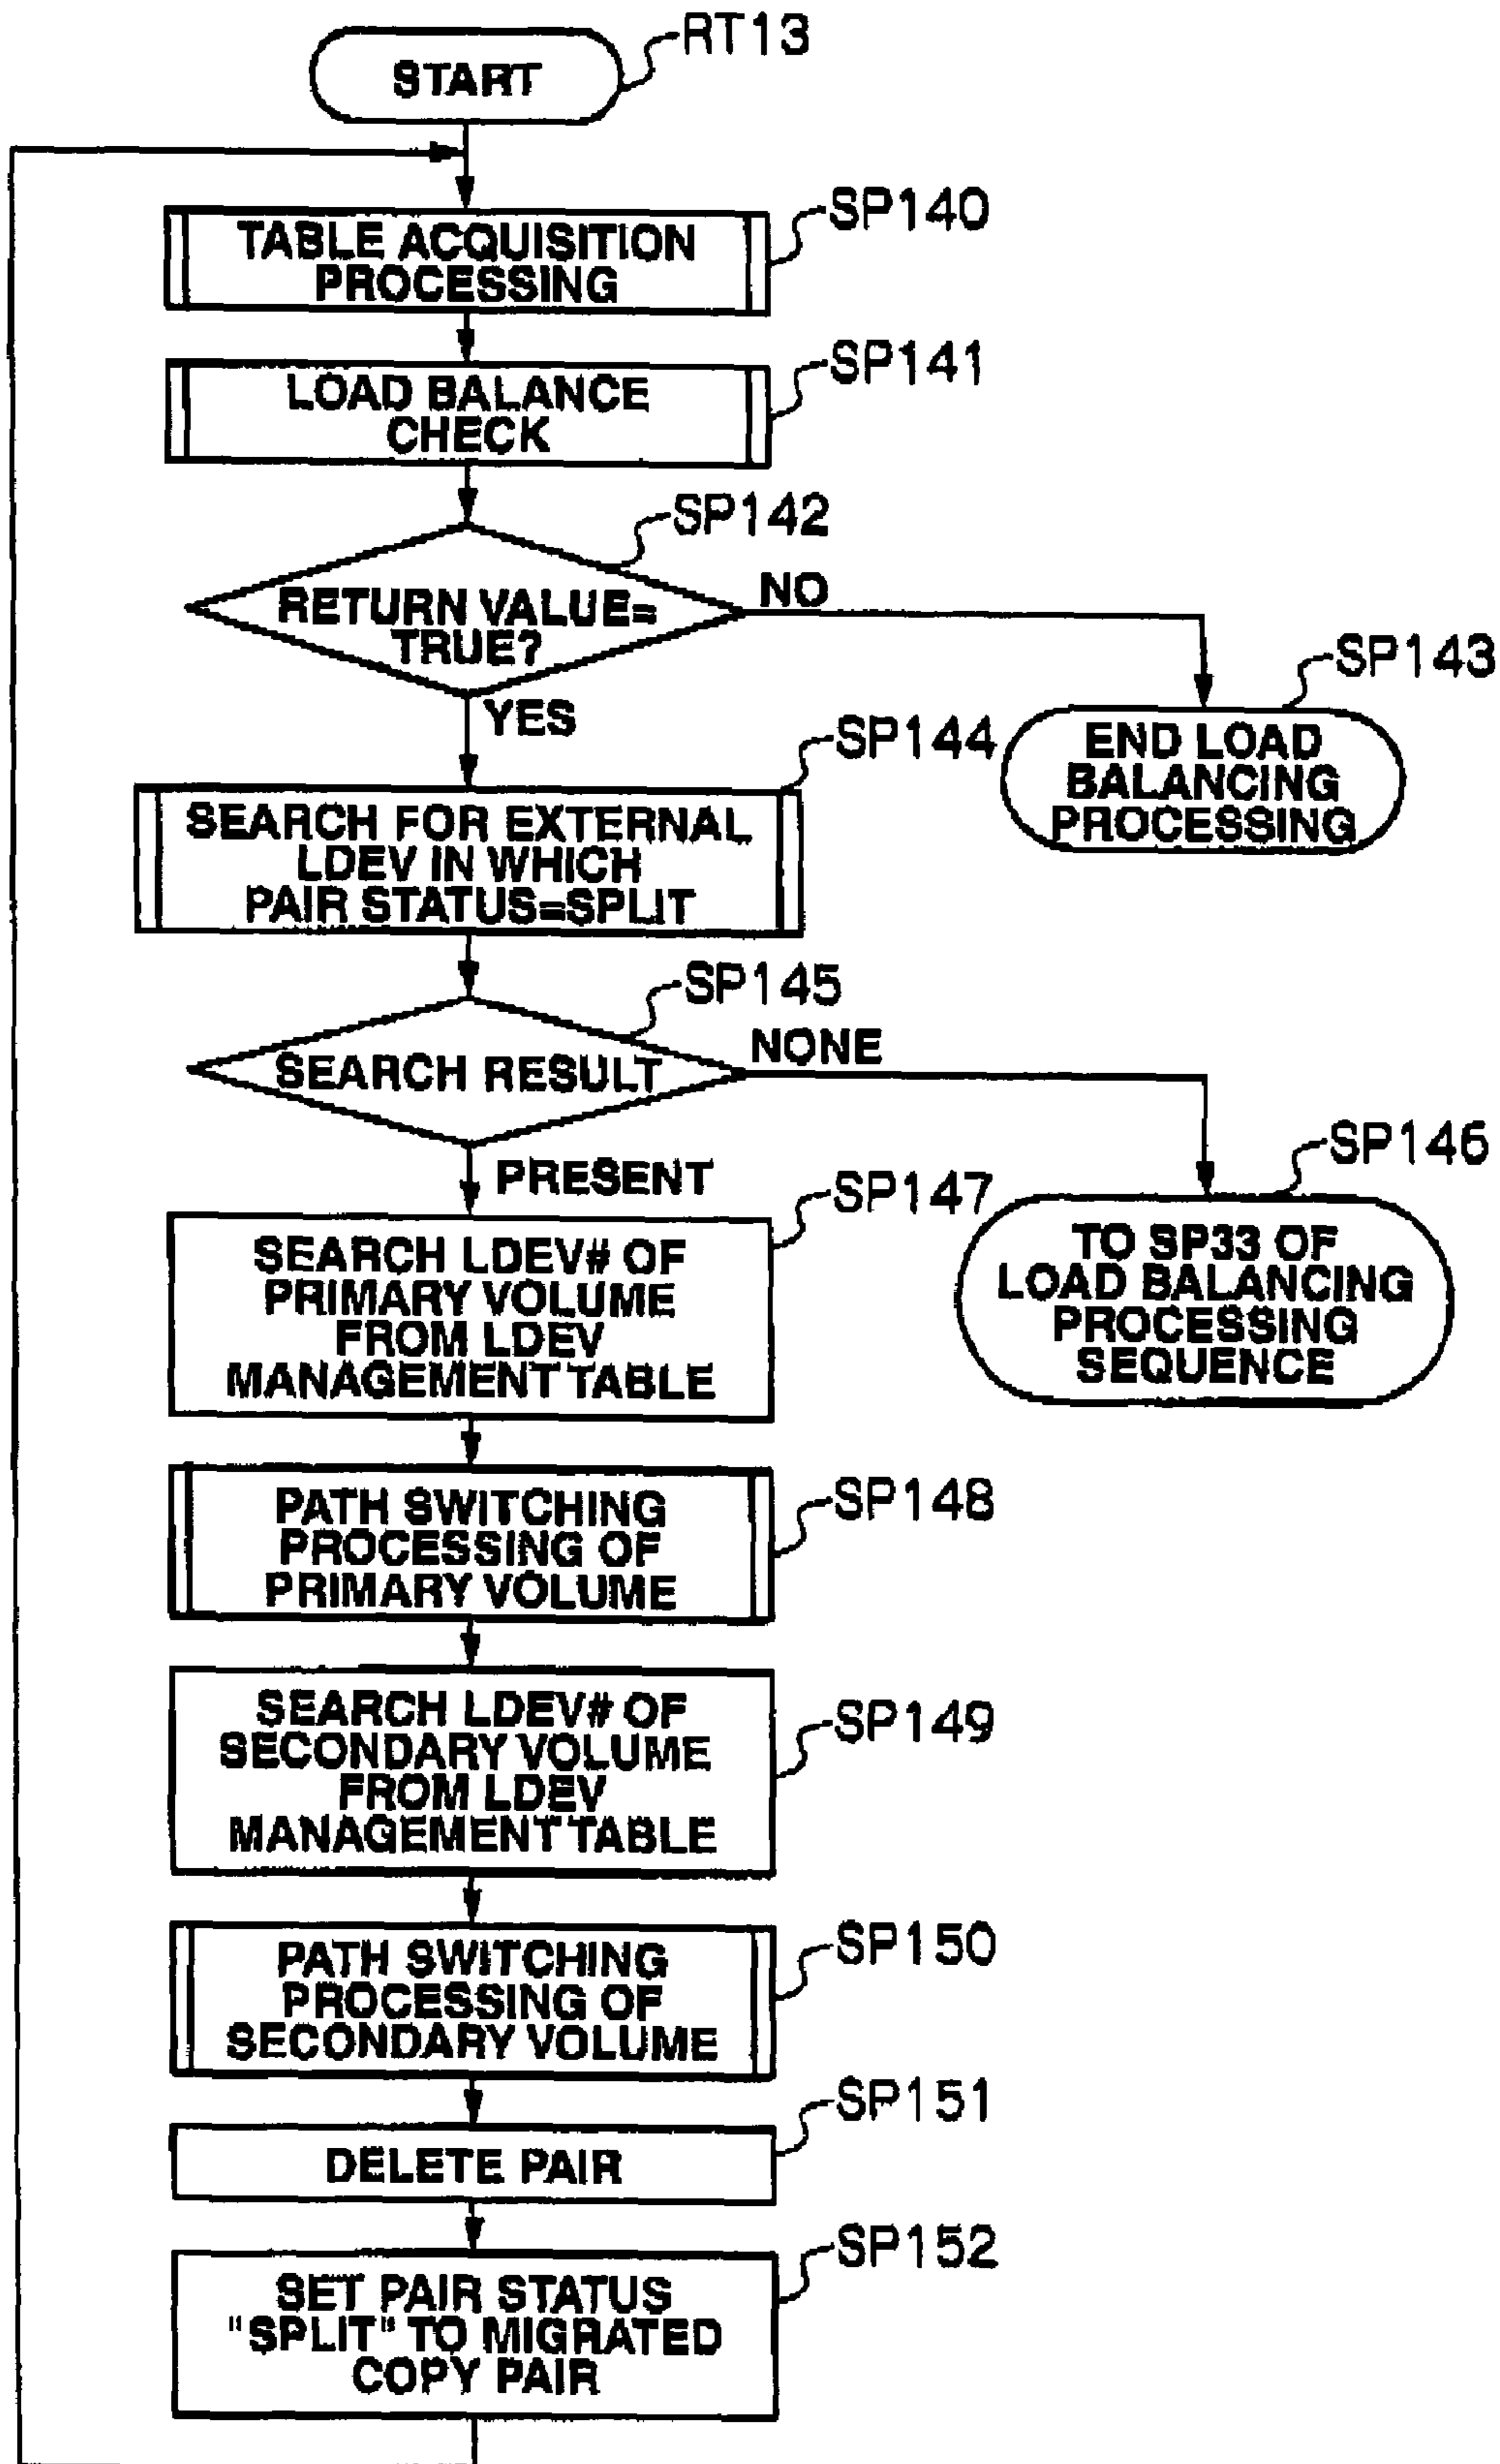 RT13
START
SP140
TABLE ACQUISITION
PROCESSING
SP141
LOAD BALANCE
CHECK
SP142
RETURN VALUE=
TRUE?
NO
YES
SP143
END LOAD
BALANCING
PROCESSING
SP144
SEARCH FOR EXTERNAL
LDEV IN WHICH
PAIR STATUS=SPLIT
SP145
SEARCH RESULT
NONE
PRESENT
SP146
TO SP33 OF
LOAD BALANCING
PROCESSING
SEQUENCE
SP147
SEARCH LDEV# OF
PRIMARY VOLUME
FROM LDEV
MANAGEMENT TABLE
SP148
PATH SWITCHING
PROCESSING OF
PRIMARY VOLUME
SP149
SEARCH LDEV# OF
SECONDARY VOLUME
FROM LDEV
MANAGEMENT TABLE
SP150
PATH SWITCHING
PROCESSING OF
SECONDARY VOLUME
SP151
DELETE PAIR
SP152
SET PAIR STATUS
"SPLIT" TO MIGRATED
COPY PAIR